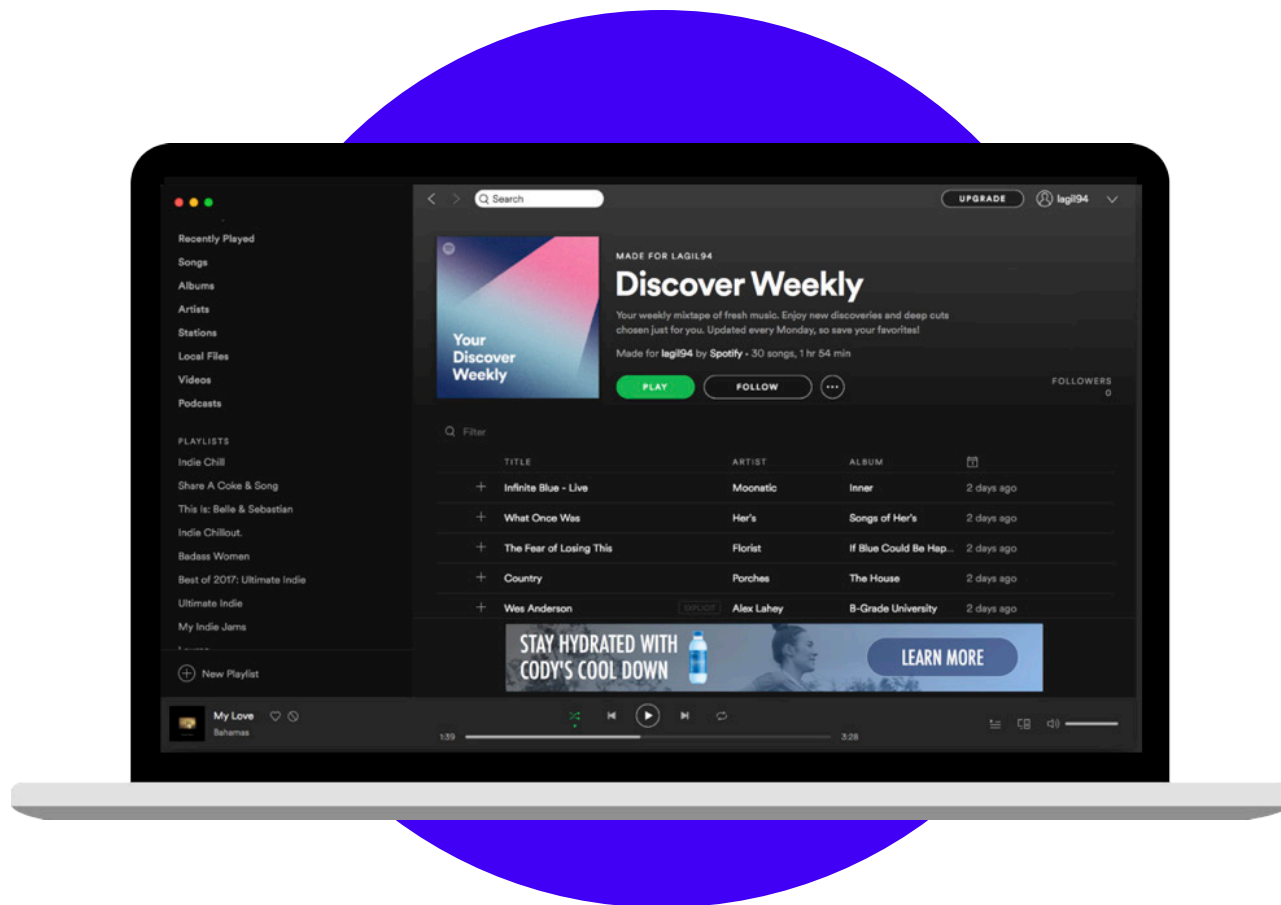 Search
UPGRADE
lagil94
Recently Played
Songs
Albums
Artists
Stations
Local Files
Videos
Podcasts
PLAYLISTS
Indie Chill
Share A Coke & Song
This is: Belle & Sebastian
Indie Chillout.
Badass Women
Best of 2017: Ultimate Indie
Ultimate Indie
My Indie Jams
New Playlist
Your
Discover
Weekly
MADE FOR LAGIL94
Discover Weekly
Your weekly mixtape of fresh music. Enjoy new discoveries and deep cuts
chosen just for you. Updated every Monday, so save your favorites!
Made for lagil94 by Spotify • 30 songs, 1 hr 54 min
PLAY FOLLOW
FOLLOWERS
0
Filter
TITLE ARTIST ALBUM
Infinite Blue - Live Moonatic Inner 2 days ago
What Once Was Her's Songs of Her's 2 days ago
The Fear of Losing This Florist If Blue Could Be Hap... 2 days ago
Country Porches The House 2 days ago
Wes Anderson EXPLICIT Alex Lahey B-Grade University 2 days ago
STAY HYDRATED WITH
CODY'S COOL DOWN
LEARN MORE
My Love
Bahamas
1:39 3:28